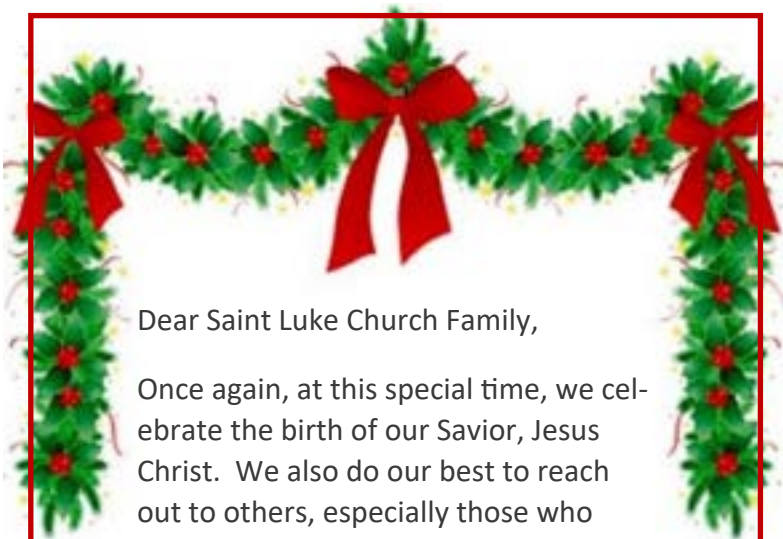 Dear Saint Luke Church Family,
Once again, at this special time, we cel-
ebrate the birth of our Savior, Jesus
Christ.  We also do our best to reach
out to others, especially those who